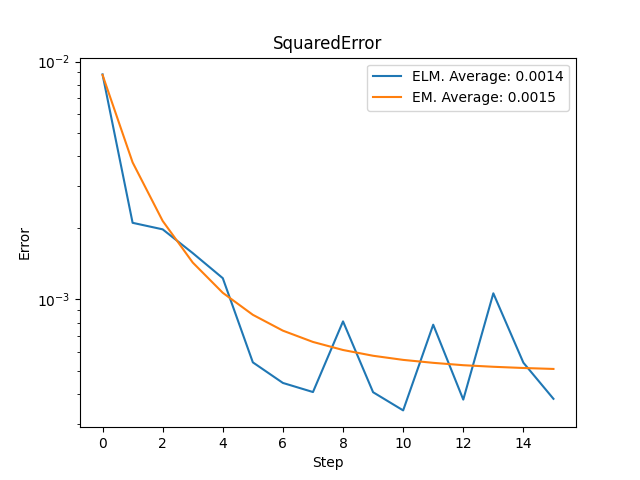 SquaredError
ELM. Average: 0.0014
EM. Average: 0.0015
10⁻²
10⁻³
Error
0 2 4 6 8 10 12 14
Step